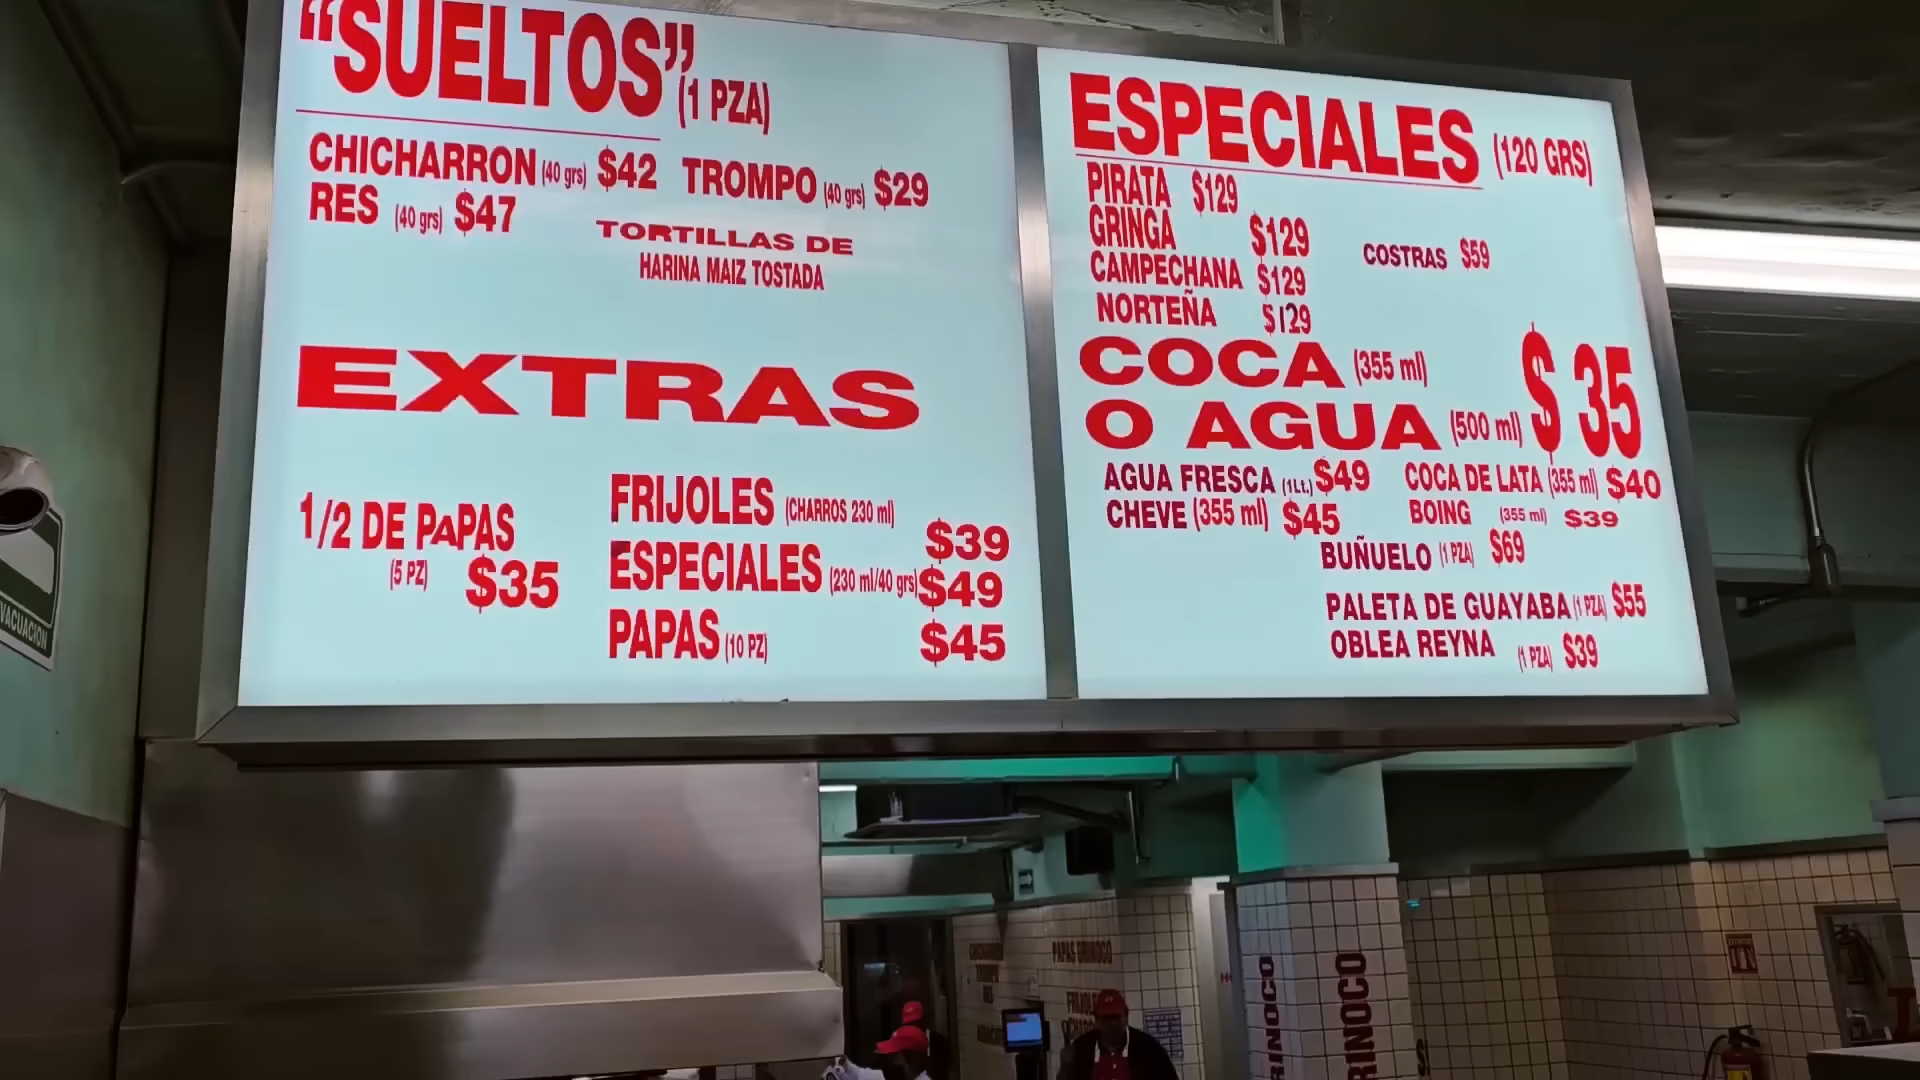 "SUELTOS" (1 PZA)
CHICHARRON (40 grs) $42 TROMPO (40 grs) $29
RES (40 grs) $47
TORTILLAS DE
HARINA MAIZ TOSTADA
EXTRAS
1/2 DE PAPAS
(5 PZ) $35
FRIJOLES (CHARROS 230 ml) $39
ESPECIALES (230 ml/40 grs) $49
PAPAS (10 PZ) $45
ESPECIALES (120 GRS)
PIRATA $129
GRINGA $129
COSTRAS $59
CAMPECHANA $129
NORTEÑA $129
COCA (355 ml)
O AGUA (500 ml) $ 35
AGUA FRESCA (1Lt.) $49 COCA DE LATA (355 ml) $40
CHEVE (355 ml) $45 BOING (355 ml) $39
BUÑUELO (1 PZA) $69
PALETA DE GUAYABA (1 PZA) $55
OBLEA REYNA (1 PZA) $39
VACUACION
PAPAS ORINOCO
RINOCO
RINOCO